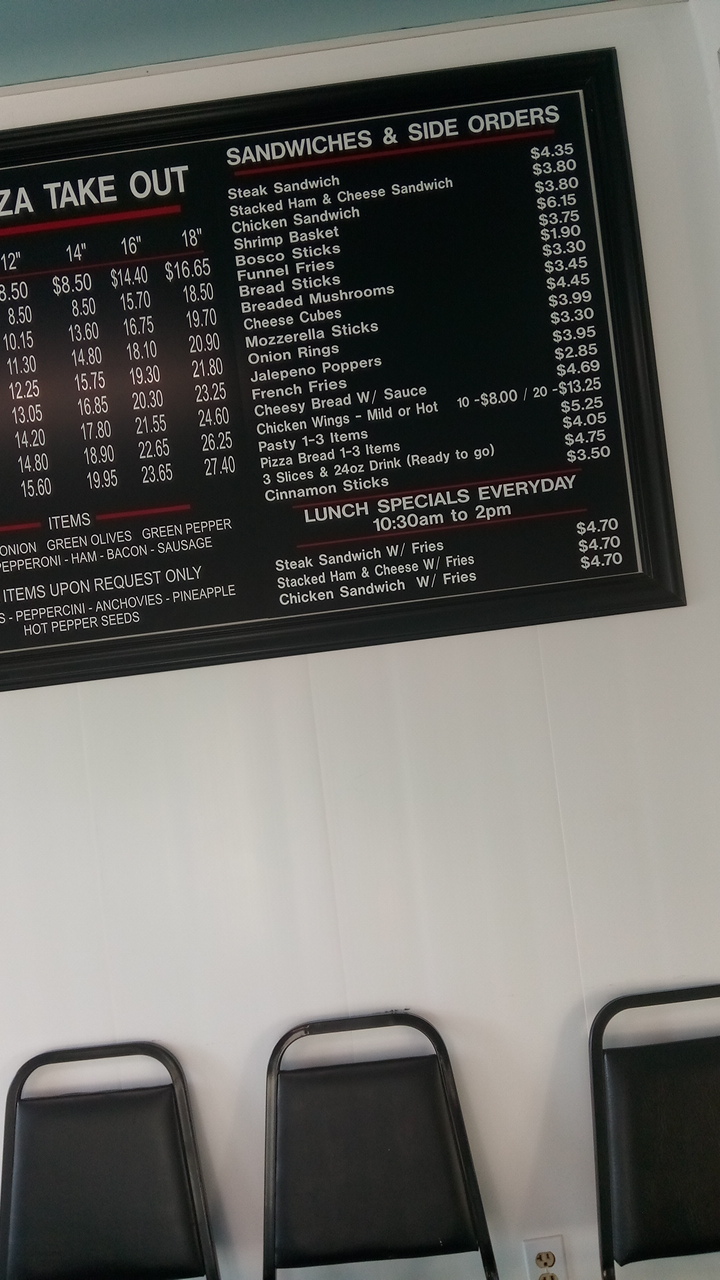 ZA TAKE OUT
12" 14" 16" 18"
8.50 $8.50 $14.40 $16.65
8.50 8.50 15.70 18.50
10.15 13.60 16.75 19.70
11.30 14.80 18.10 20.90
12.25 15.75 19.30 21.80
13.05 16.85 20.30 23.25
14.20 17.80 21.55 24.60
14.80 18.90 22.65 26.25
15.60 19.95 23.65 27.40
ITEMS
ONION GREEN OLIVES GREEN PEPPER
PEPPERONI - HAM - BACON - SAUSAGE
ITEMS UPON REQUEST ONLY
S - PEPPERCINI - ANCHOVIES - PINEAPPLE
HOT PEPPER SEEDS
SANDWICHES & SIDE ORDERS
Steak Sandwich $4.35
Stacked Ham & Cheese Sandwich $3.80
Chicken Sandwich $3.80
Shrimp Basket $6.15
Bosco Sticks $3.75
Funnel Fries $1.90
Bread Sticks $3.30
Breaded Mushrooms $3.45
Cheese Cubes $4.45
Mozzerella Sticks $3.99
Onion Rings $3.30
Jalepeno Poppers $3.95
French Fries $2.85
Cheesy Bread W/ Sauce $4.69
Chicken Wings - Mild or Hot 10 -$8.00 / 20 -$13.25
Pasty 1-3 Items $5.25
Pizza Bread 1-3 Items $4.05
3 Slices & 24oz Drink (Ready to go) $4.75
Cinnamon Sticks $3.50
LUNCH SPECIALS EVERYDAY
10:30am to 2pm
Steak Sandwich W/ Fries $4.70
Stacked Ham & Cheese W/ Fries $4.70
Chicken Sandwich W/ Fries $4.70